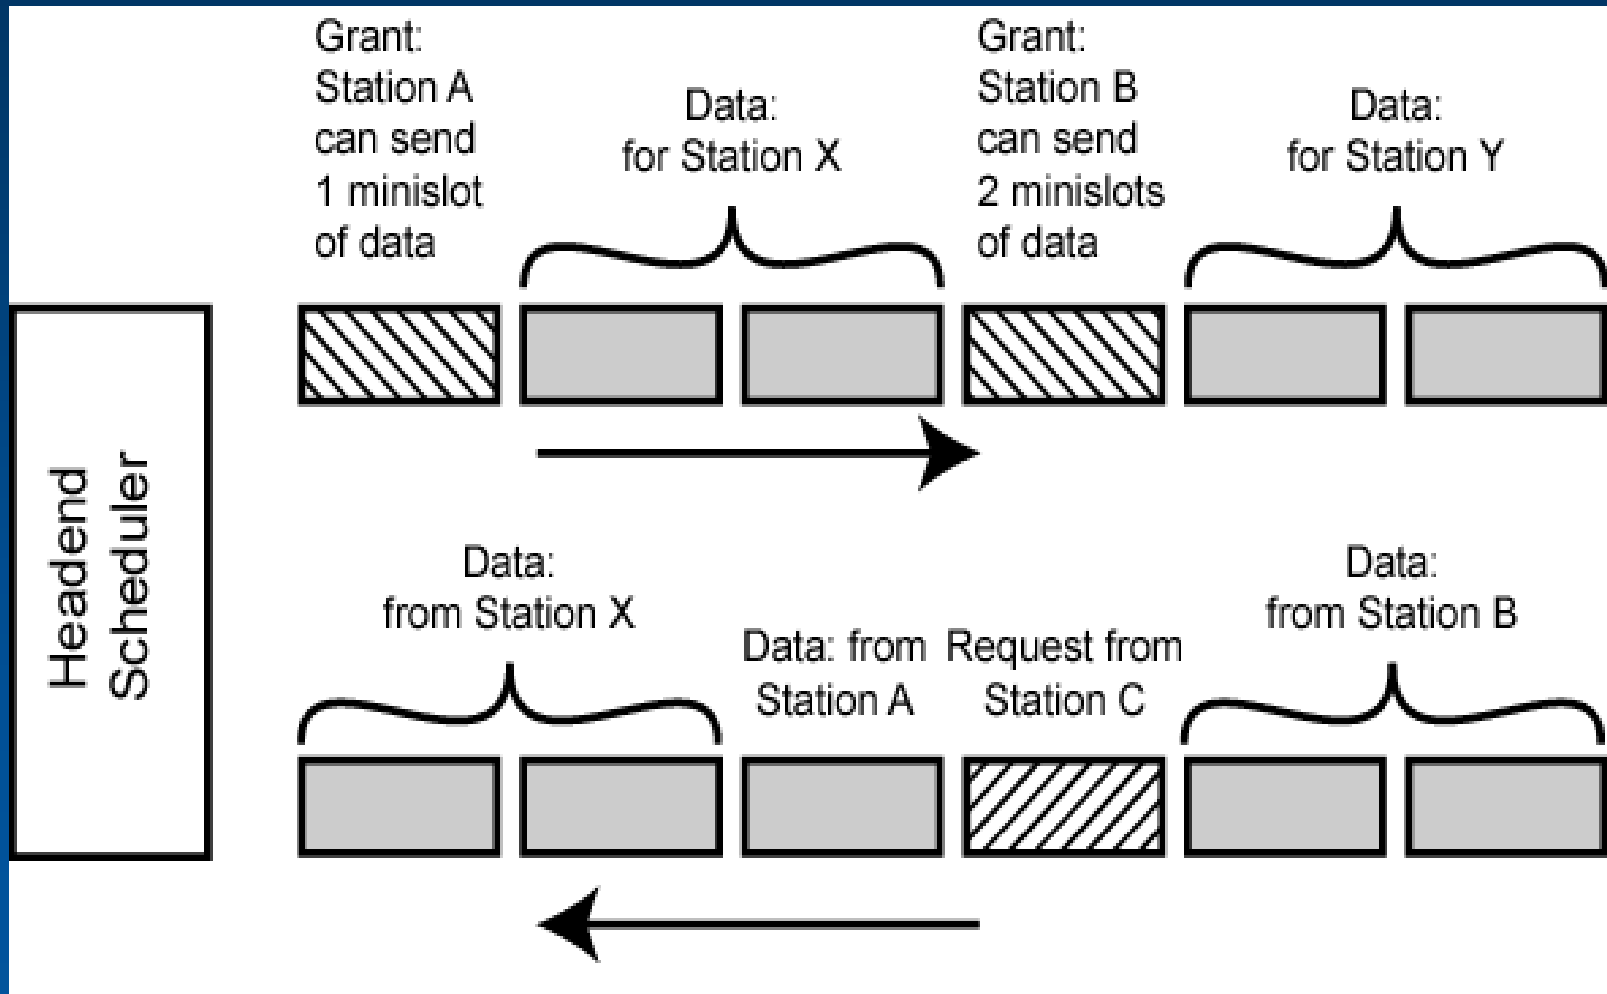 Grant:
Station A
can send
1 minislot
of data
Data:
for Station X
Grant:
Station B
can send
2 minislots
of data
Data:
for Station Y
Headend
Scheduler
Data:
from Station X
Data: from
Station A
Request from
Station C
Data:
from Station B